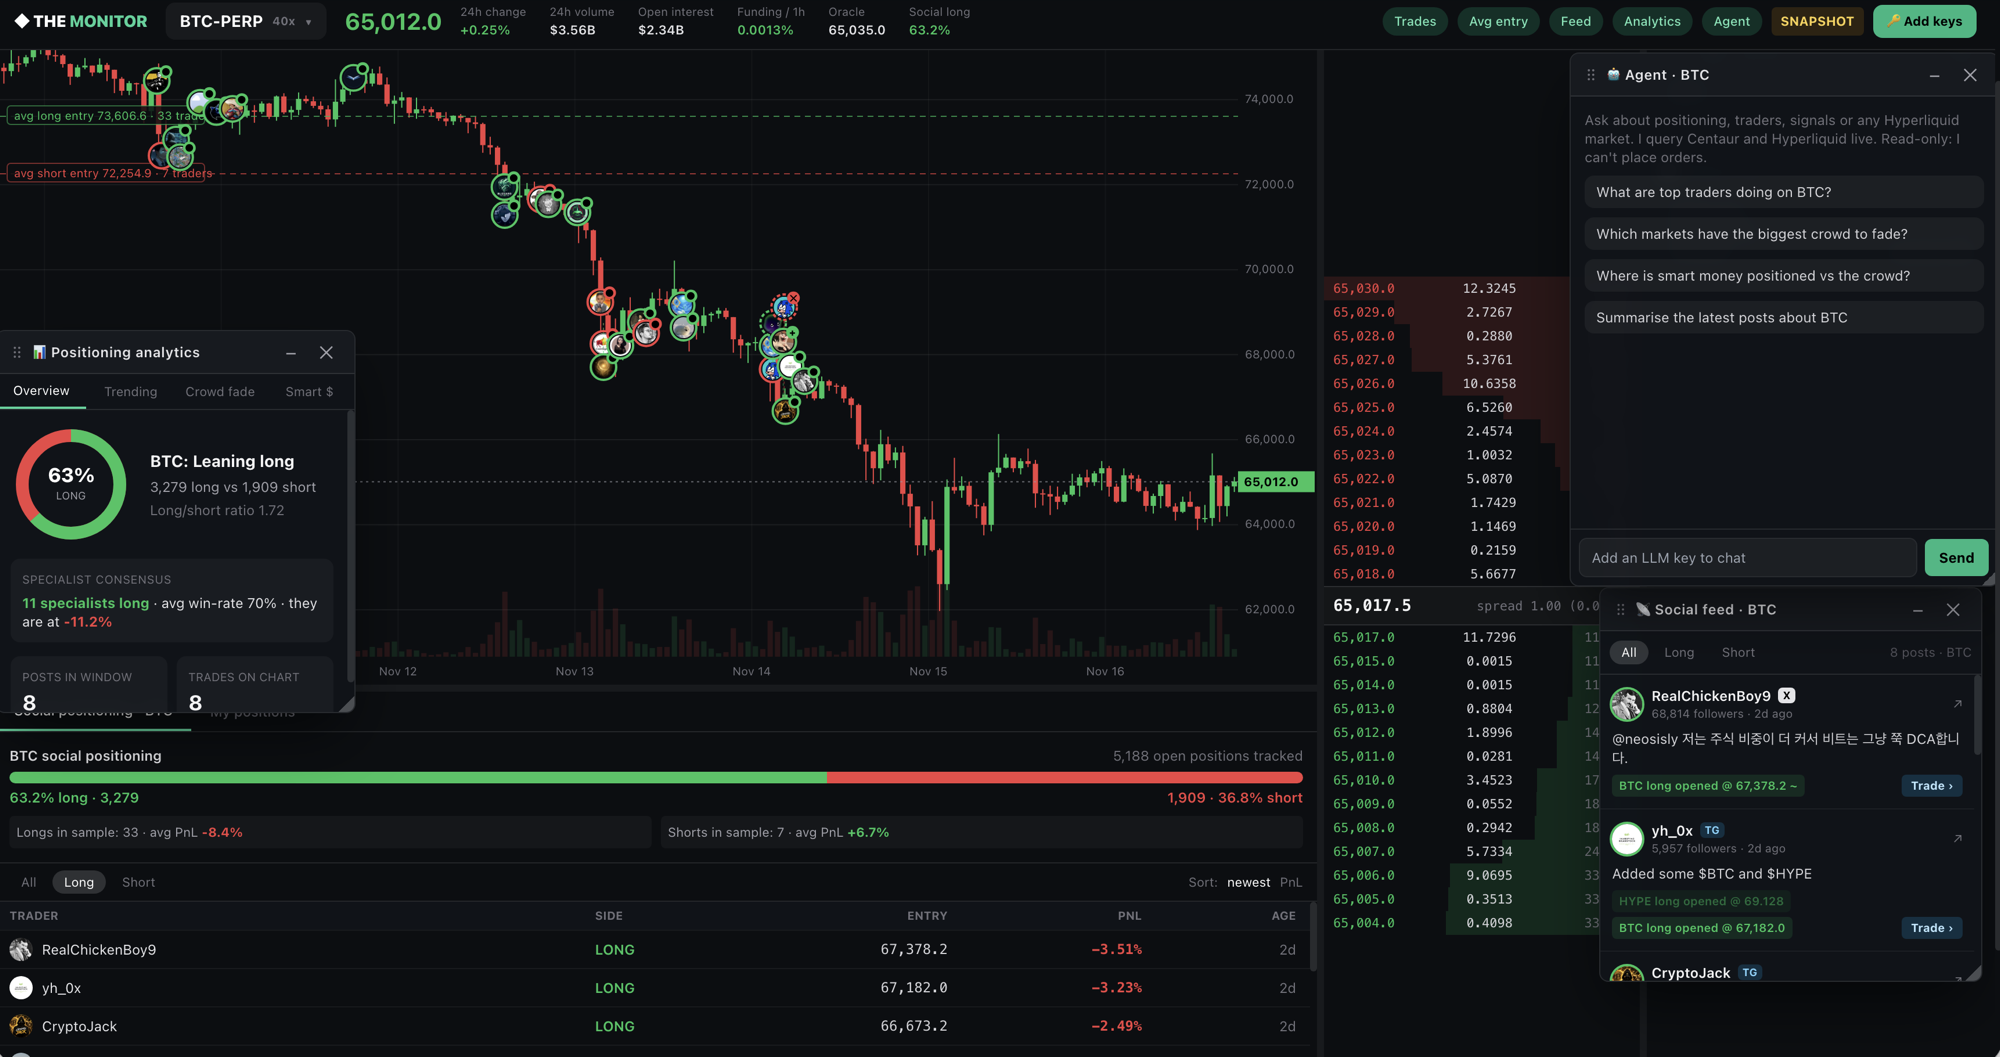 THE MONITOR
BTC-PERP 40x
65,012.0
24h change
+0.25%
24h volume
$3.56B
Open interest
$2.34B
Funding / 1h
0.0013%
Oracle
65,035.0
Social long
63.2%
Trades
Avg entry
Feed
Analytics
Agent
SNAPSHOT
Add keys
avg long entry 73,606.6 · 33
avg short entry 72,254.9 · 7 traders
74,000.0
72,000.0
70,000.0
68,000.0
66,000.0
65,012.0
64,000.0
62,000.0
Nov 12
Nov 13
Nov 14
Nov 15
Nov 16
Positioning analytics
Overview
Trending
Crowd fade
Smart $
63%
LONG
BTC: Leaning long
3,279 long vs 1,909 short
Long/short ratio 1.72
SPECIALIST CONSENSUS
11 specialists long · avg win-rate 70% · they
are at -11.2%
POSTS IN WINDOW
8
TRADES ON CHART
8
BTC social positioning
5,188 open positions tracked
63.2% long · 3,279
1,909 · 36.8% short
Longs in sample: 33 · avg PnL -8.4%
Shorts in sample: 7 · avg PnL +6.7%
All
Long
Short
Sort: newest PnL
TRADER SIDE ENTRY PNL AGE
RealChickenBoy9 LONG 67,378.2 −3.51% 2d
yh_0x LONG 67,182.0 −3.23% 2d
CryptoJack LONG 66,673.2 −2.49% 2d
65,030.0 12.3245
65,029.0 2.7267
65,028.0 0.2880
65,027.0 5.3761
65,026.0 10.6358
65,025.0 6.5260
65,024.0 2.4574
65,023.0 1.0032
65,022.0 5.0870
65,021.0 1.7429
65,020.0 1.1469
65,019.0 0.2159
65,018.0 5.6677
65,017.5 spread 1.00
65,017.0 11.7296
65,015.0 0.0015
65,014.0 0.0015
65,013.0 0.8804
65,012.0 1.8996
65,011.0 0.0281
65,010.0 3.4523
65,009.0 0.0552
65,008.0 0.2942
65,007.0 5.7334
65,006.0 9.0695
65,005.0 0.3513
65,004.0 0.4098
Agent · BTC
Ask about positioning, traders, signals or any Hyperliquid
market. I query Centaur and Hyperliquid live. Read-only: I
can't place orders.
What are top traders doing on BTC?
Which markets have the biggest crowd to fade?
Where is smart money positioned vs the crowd?
Summarise the latest posts about BTC
Add an LLM key to chat
Send
Social feed · BTC
All
Long
Short
8 posts · BTC
RealChickenBoy9 X
68,814 followers · 2d ago
@neosisly 저는 주식 비중이 더 커서 비트는 그냥 쭉 DCA합니
다.
BTC long opened @ 67,378.2 ~
Trade ›
yh_0x TG
5,957 followers · 2d ago
Added some $BTC and $HYPE
HYPE long opened @ 69.128
BTC long opened @ 67,182.0
Trade ›
CryptoJack TG